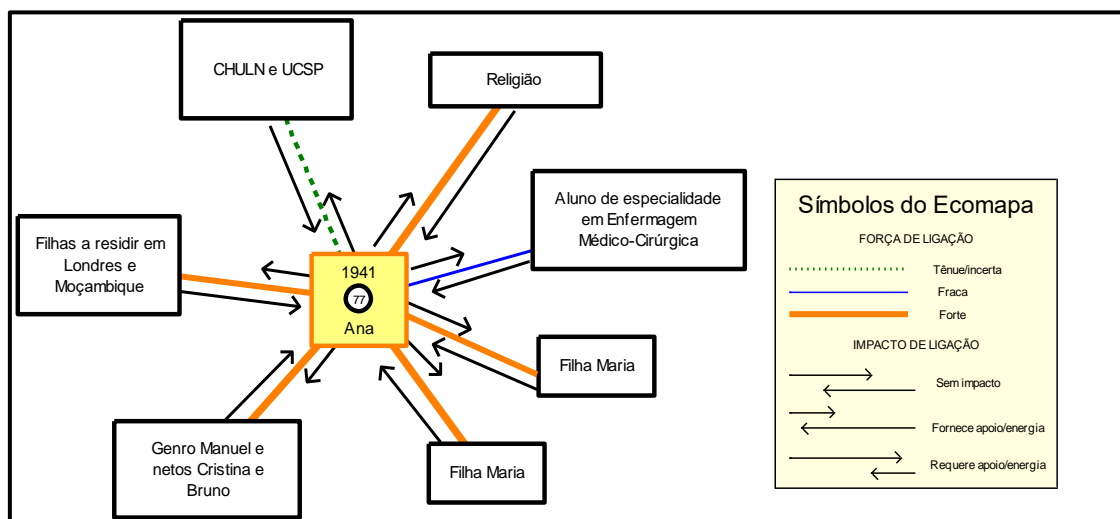 CHULN e UCSP
Religião
Aluno de especialidade
em Enfermagem
Médico-Cirúrgica
Filhas a residir em
Londres e
Moçambique
1941
77
Ana
Filha Maria
Filha Maria
Genro Manuel e
netos Cristina e
Bruno
Símbolos do Ecomapa
FORÇA DE LIGAÇÃO
Tênue/incerta
Fraca
Forte
IMPACTO DE LIGAÇÃO
Sem impacto
Fornece apoio/energia
Requere apoio/energia